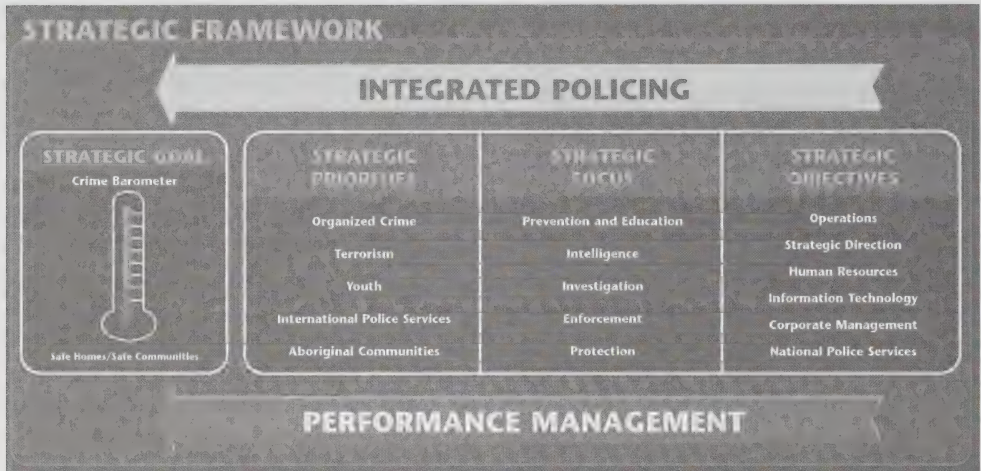 STRATEGIC FRAMEWORK
INTEGRATED POLICING
STRATEGIC GOAL
Crime Barometer
Safe Homes/Safe Communities
STRATEGIC
PRIORITIES
Organized Crime
Terrorism
Youth
International Police Services
Aboriginal Communities
STRATEGIC
FOCUS
Prevention and Education
Intelligence
Investigation
Enforcement
Protection
STRATEGIC
OBJECTIVES
Operations
Strategic Direction
Human Resources
Information Technology
Corporate Management
National Police Services
PERFORMANCE MANAGEMENT